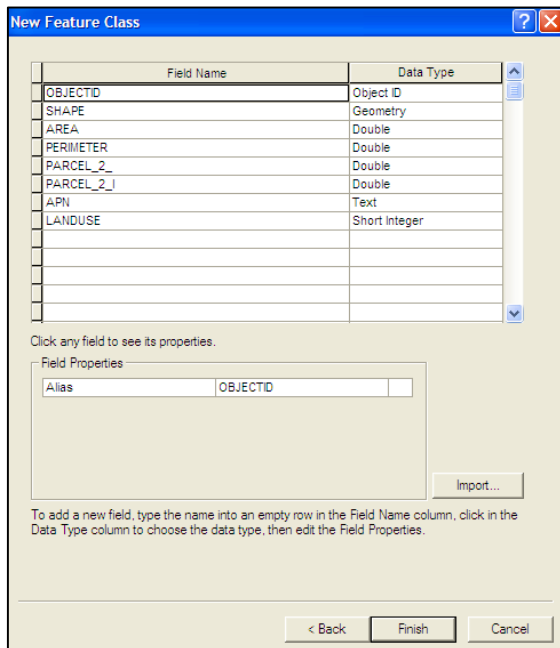 New Feature Class
Field Name Data Type
OBJECTID Object ID
SHAPE Geometry
AREA Double
PERIMETER Double
PARCEL_2_ Double
PARCEL_2_I Double
APN Text
LANDUSE Short Integer
Click any field to see its properties.
Field Properties
Alias OBJECTID
Import...
To add a new field, type the name into an empty row in the Field Name column, click in the
Data Type column to choose the data type, then edit the Field Properties.
< Back Finish Cancel